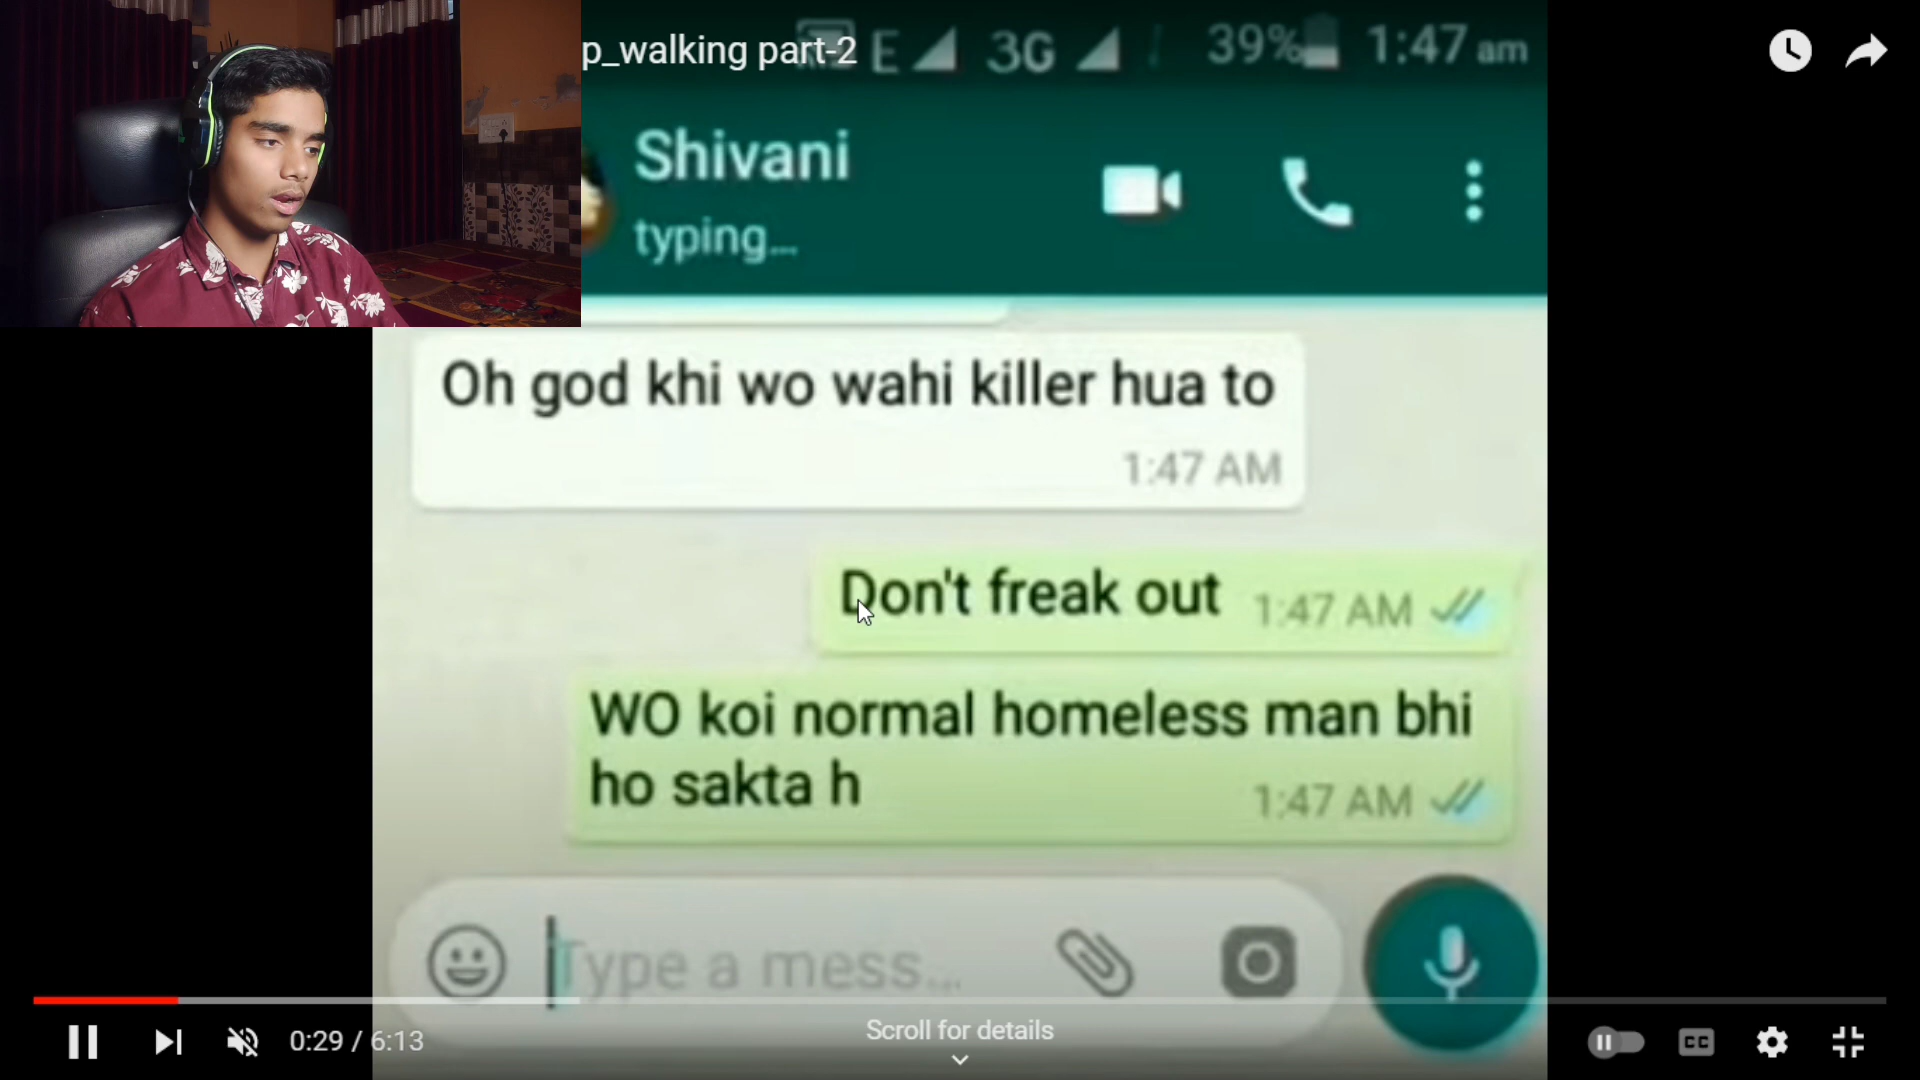 p_walking part-2
E 3G 39% 1:47 am
Shivani
typing...
Oh god khi wo wahi killer hua to
1:47 AM
Don't freak out 1:47 AM
WO koi normal homeless man bhi
ho sakta h 1:47 AM
Type a mess...
Scroll for details
0:29 / 6:13
CC